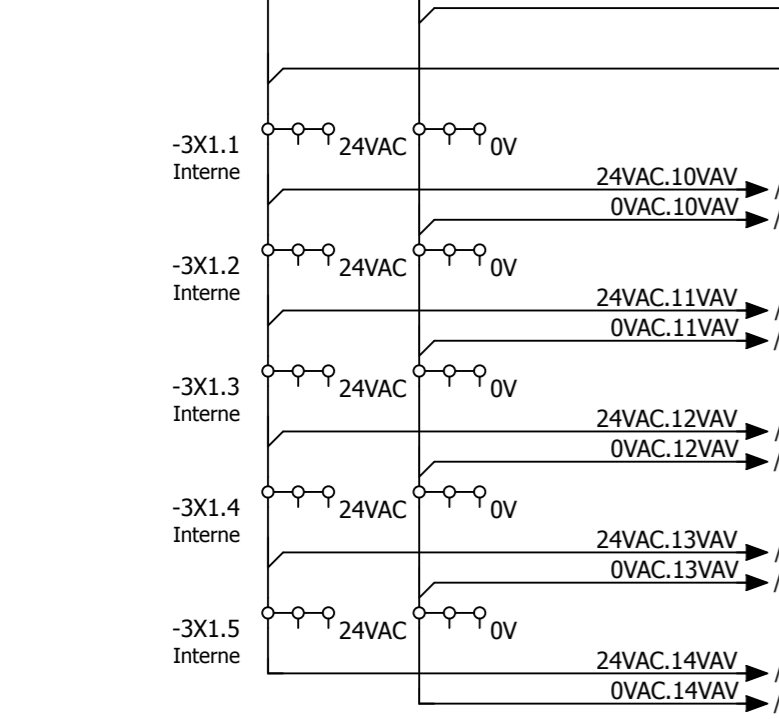 -3X1.1 24VAC 0V
Interne
24VAC.10VAV /
0VAC.10VAV /
-3X1.2 24VAC 0V
Interne
24VAC.11VAV /
0VAC.11VAV /
-3X1.3 24VAC 0V
Interne
24VAC.12VAV /
0VAC.12VAV /
-3X1.4 24VAC 0V
Interne
24VAC.13VAV /
0VAC.13VAV /
-3X1.5 24VAC 0V
Interne
24VAC.14VAV /
0VAC.14VAV /